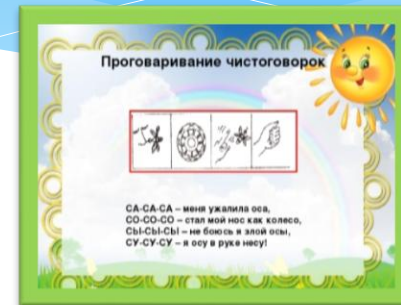 Проговаривание чистоговорок
СА-СА-СА – меня ужалила оса,
СО-СО-СО – стал мой нос как колесо,
СЫ-СЫ-СЫ – не боюсь я злой осы,
СУ-СУ-СУ – я осу в руке несу!